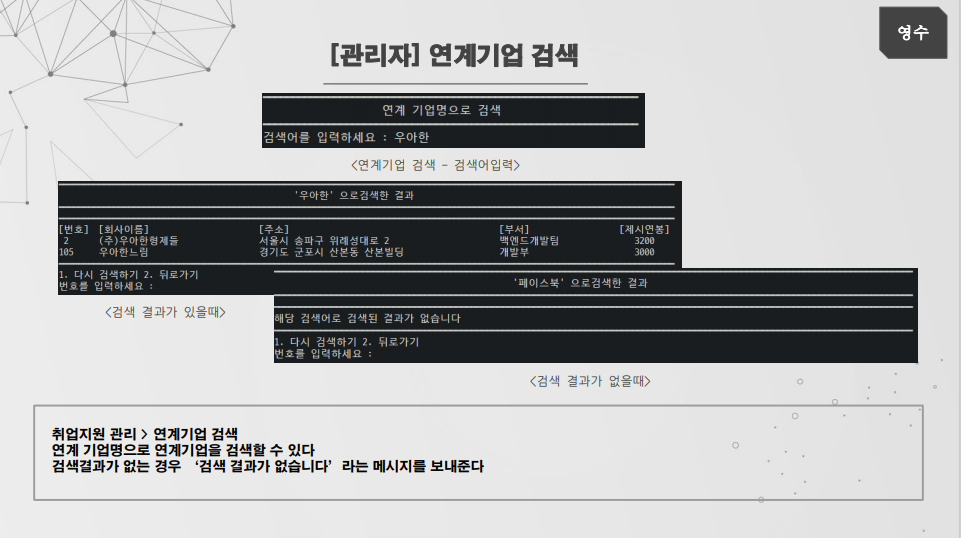 영수
[관리자] 연계기업 검색
연계 기업명으로 검색
검색어를 입력하세요 : 우아한
<연계기업 검색 - 검색어입력>
'우아한' 으로검색한 결과
[번호] [회사이름] [주소] [부서] [제시연봉]
2 (주)우아한형제들 서울시 송파구 위례성대로 2 백엔드개발팀 3200
105 우아한느림 경기도 군포시 산본동 산본빌딩 개발부 3000
1. 다시 검색하기 2. 뒤로가기
번호를 입력하세요 :
<검색 결과가 있을때>
'페이스북' 으로검색한 결과
해당 검색어로 검색된 결과가 없습니다
1. 다시 검색하기 2. 뒤로가기
번호를 입력하세요 :
<검색 결과가 없을때>
취업지원 관리 > 연계기업 검색
연계 기업명으로 연계기업을 검색할 수 있다
검색결과가 없는 경우 ‘검색 결과가 없습니다’ 라는 메시지를 보내준다